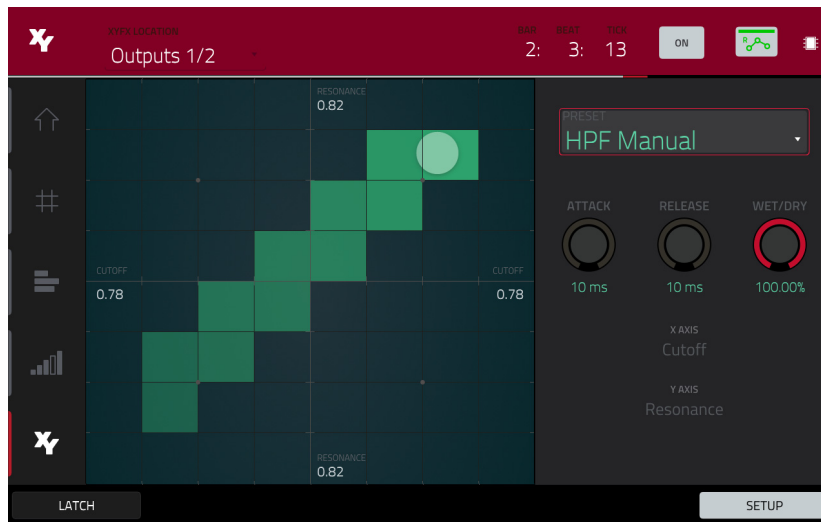 XY
XYFX LOCATION
Outputs 1/2
BAR: BEAT: TICK
2: 3: 13
ON
R
RESONANCE
0.82
CUTOFF
0.78
CUTOFF
0.78
RESONANCE
0.82
PRESET
HPF Manual
ATTACK RELEASE WET/DRY
10 ms 10 ms 100.00%
X AXIS
Cutoff
Y AXIS
Resonance
XY
LATCH
SETUP